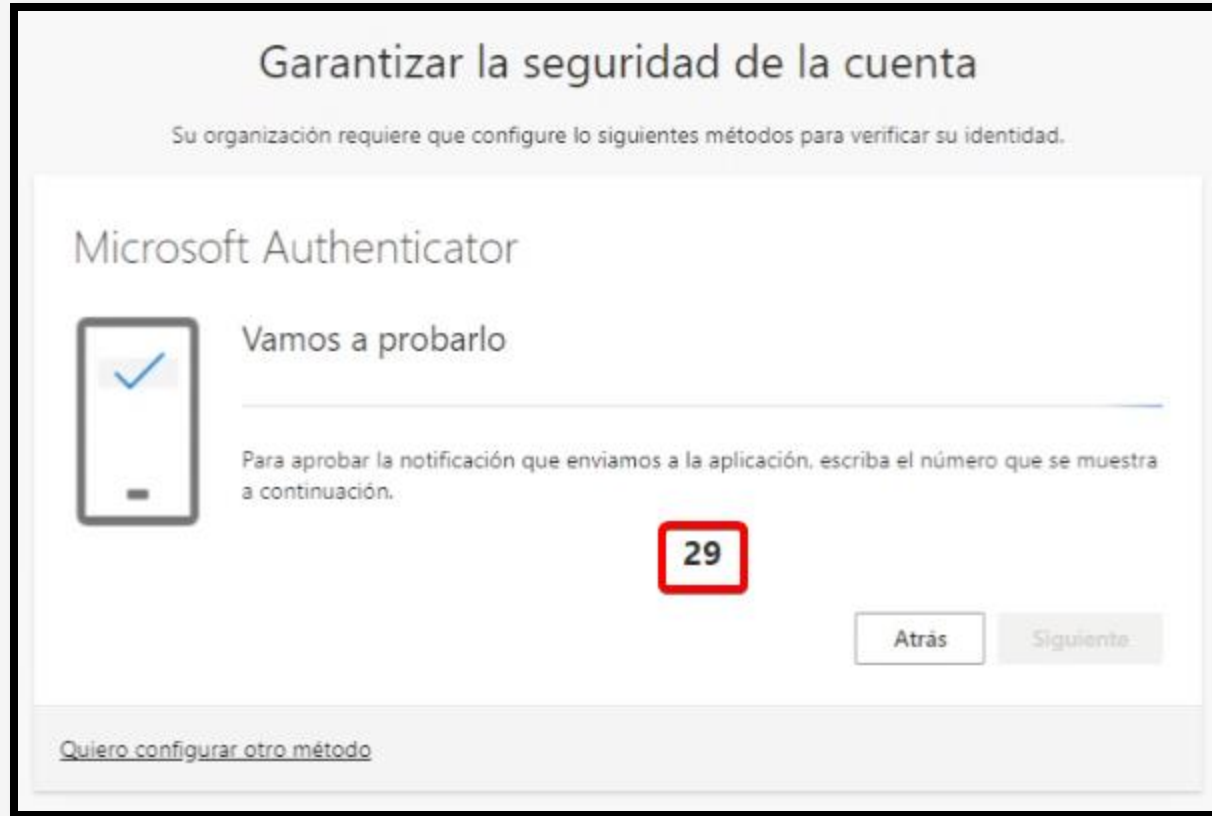 Garantizar la seguridad de la cuenta
Su organización requiere que configure lo siguientes métodos para verificar su identidad.
Microsoft Authenticator
Vamos a probarlo
Para aprobar la notificación que enviamos a la aplicación, escriba el número que se muestra
a continuación.
29
Atrás
Siguiente
Quiero configurar otro método